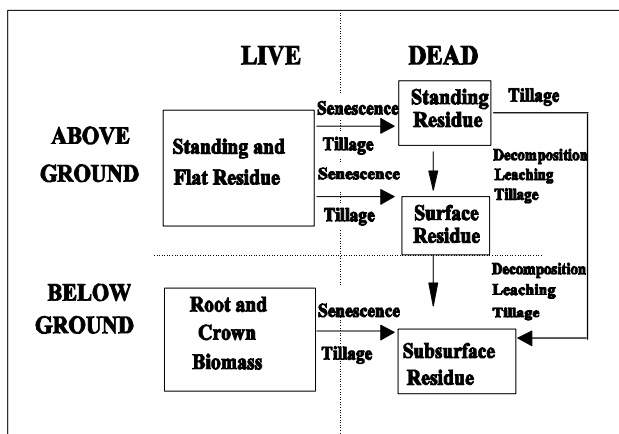 LIVE
DEAD
ABOVE
GROUND
Standing and
Flat Residue
Senescence
Tillage
Senescence
Tillage
Standing
Residue
Tillage
Decomposition
Leaching
Tillage
Surface
Residue
BELOW
GROUND
Root and
Crown
Biomass
Senescence
Tillage
Decomposition
Leaching
Tillage
Subsurface
Residue